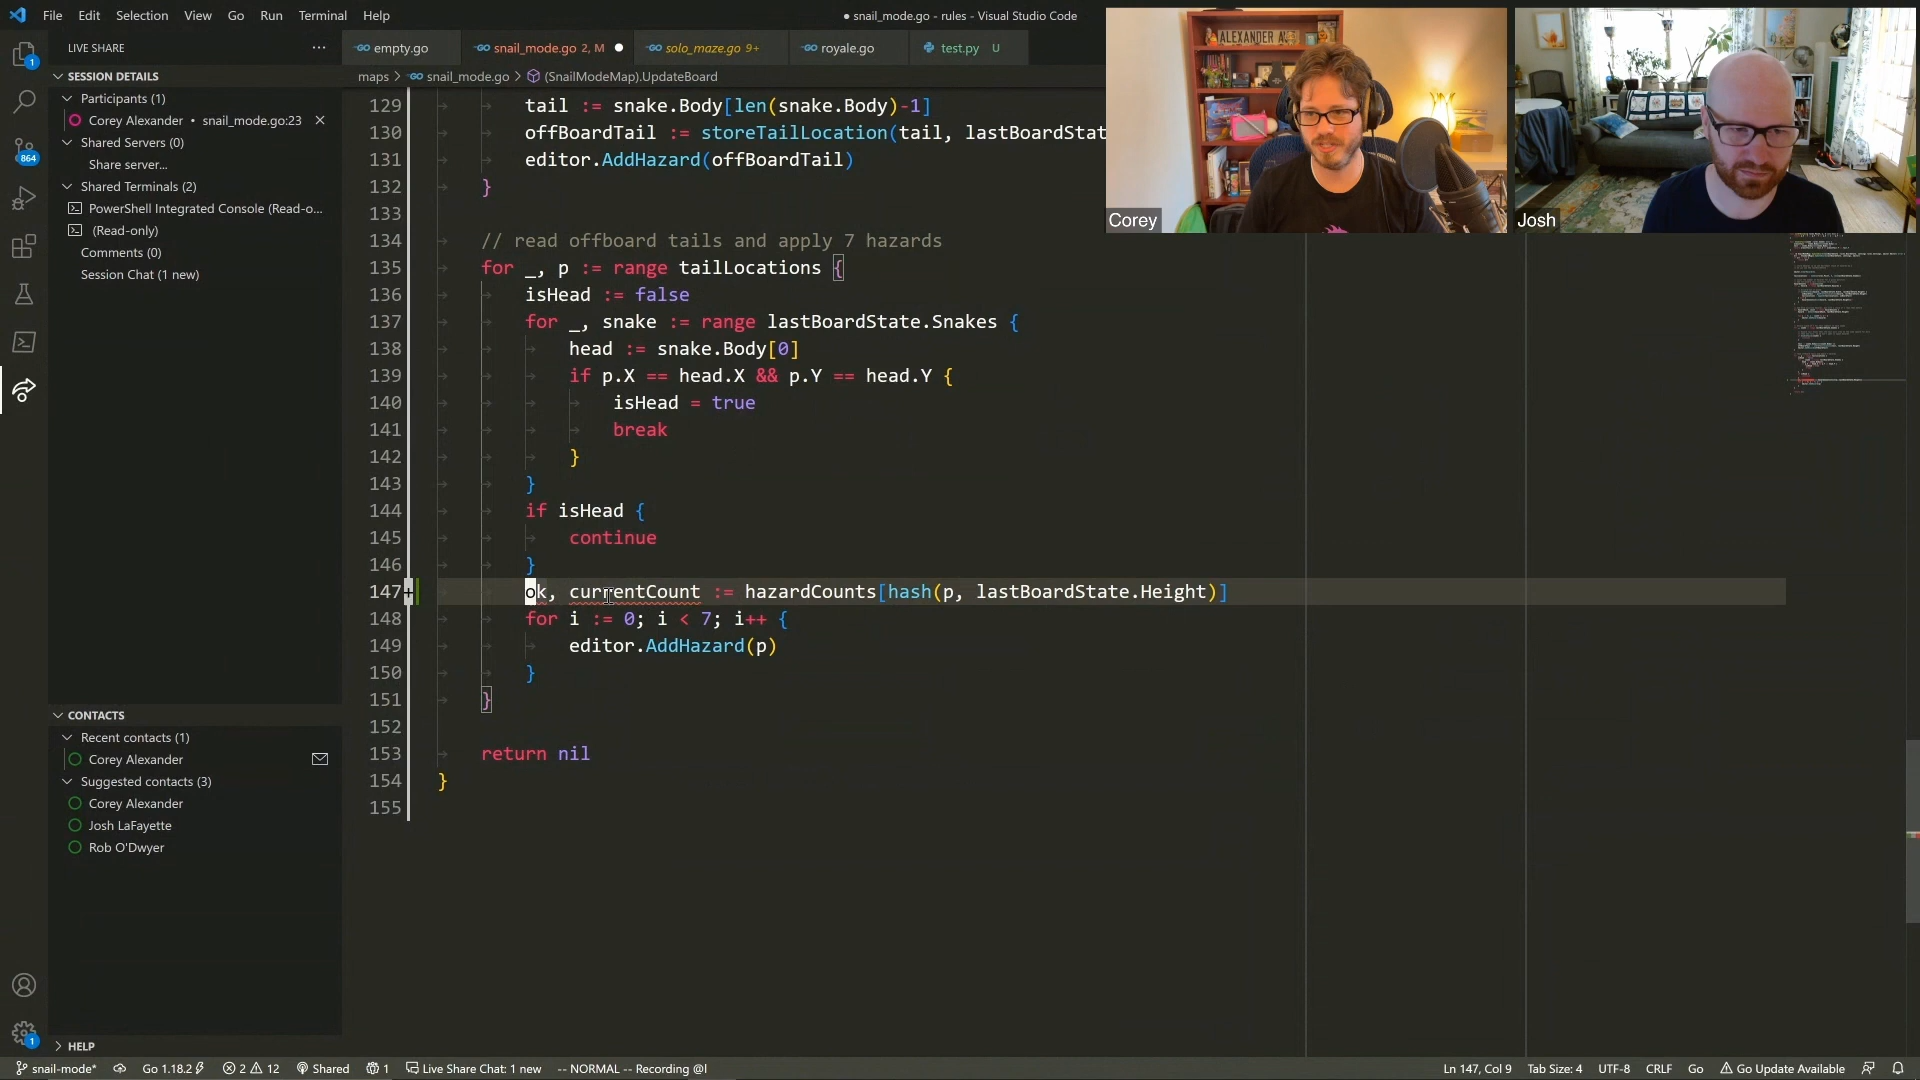 File Edit Selection View Go Run Terminal Help
● snail_mode.go - rules - Visual Studio Code
LIVE SHARE ···
empty.go
snail_mode.go 2, M
solo_maze.go 9+
royale.go
test.py U
maps > snail_mode.go > (SnailModeMap).UpdateBoard
SESSION DETAILS
Participants (1)
Corey Alexander • snail_mode.go:23
Shared Servers (0)
Share server...
Shared Terminals (2)
PowerShell Integrated Console (Read-o...
(Read-only)
Comments (0)
Session Chat (1 new)
CONTACTS
Recent contacts (1)
Corey Alexander
Suggested contacts (3)
Corey Alexander
Josh LaFayette
Rob O'Dwyer
HELP
129 tail := snake.Body[len(snake.Body)-1]
130 offBoardTail := storeTailLocation(tail, lastBoardStat
131 editor.AddHazard(offBoardTail)
132 }
133
134 // read offboard tails and apply 7 hazards
135 for _, p := range tailLocations {
136 isHead := false
137 for _, snake := range lastBoardState.Snakes {
138 head := snake.Body[0]
139 if p.X == head.X && p.Y == head.Y {
140 isHead = true
141 break
142 }
143 }
144 if isHead {
145 continue
146 }
147 ok, currentCount := hazardCounts[hash(p, lastBoardState.Height)]
148 for i := 0; i < 7; i++ {
149 editor.AddHazard(p)
150 }
151 }
152
153 return nil
154 }
155
ALEXANDER A
Corey
Josh
1
864
1
snail-mode* Go 1.18.2 2 12 Shared 1 Live Share Chat: 1 new -- NORMAL -- Recording @l Ln 147, Col 9 Tab Size: 4 UTF-8 CRLF Go Go Update Available